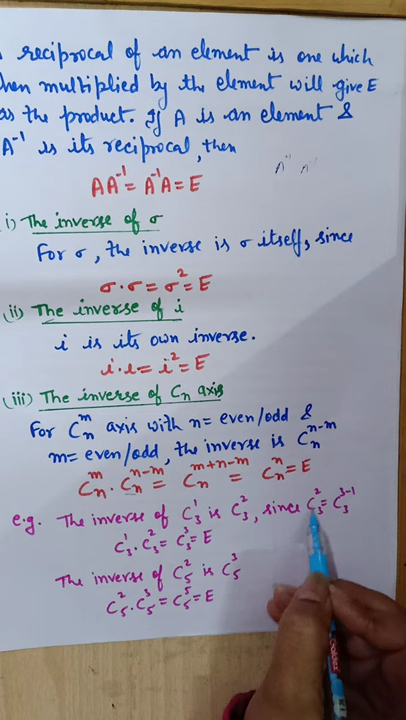 reciprocal of an element is one which
hen multiplied by the element will give E
as the product. If A is an element &
A⁻¹ is its reciprocal, then
A⁻¹ A⁻¹
AA⁻¹ = A⁻¹A = E
i) The inverse of σ
For σ, the inverse is σ itself, since
σ.σ = σ² = E
(ii) The inverse of i
i is its own inverse.
i.i = i² = E
(iii) The inverse of Cn axis
For Cₙᵐ axis with n= even/odd &
m= even/odd, the inverse is Cₙⁿ⁻ᵐ
Cₙᵐ . Cₙⁿ⁻ᵐ = Cₙᵐ⁺ⁿ⁻ᵐ = Cₙⁿ = E
e.g. The inverse of C₃¹ is C₃², since C₃² = C₃³⁻¹
C₃¹ . C₃² = C₃³ = E
The inverse of C₅² is C₅³
C₅² . C₅³ = C₅⁵ = E